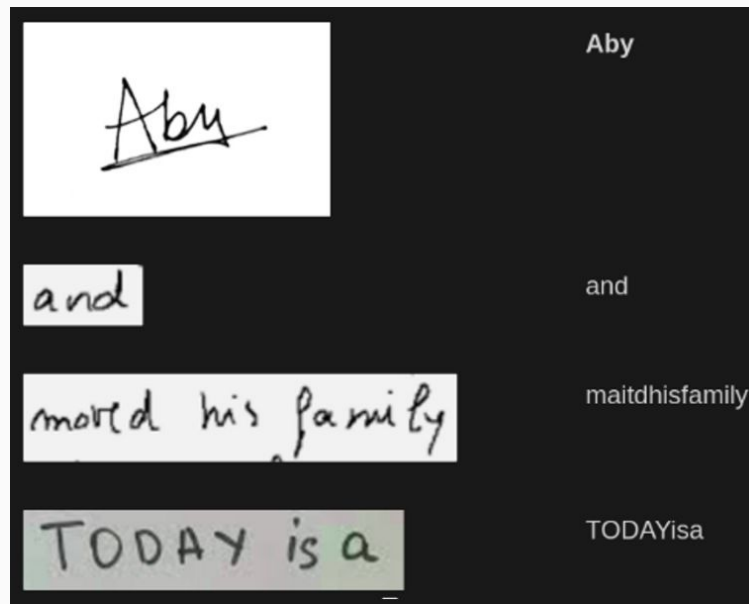 Aby Aby
and and
moved his family maitdhisfamily
TODAY is a TODAYisa